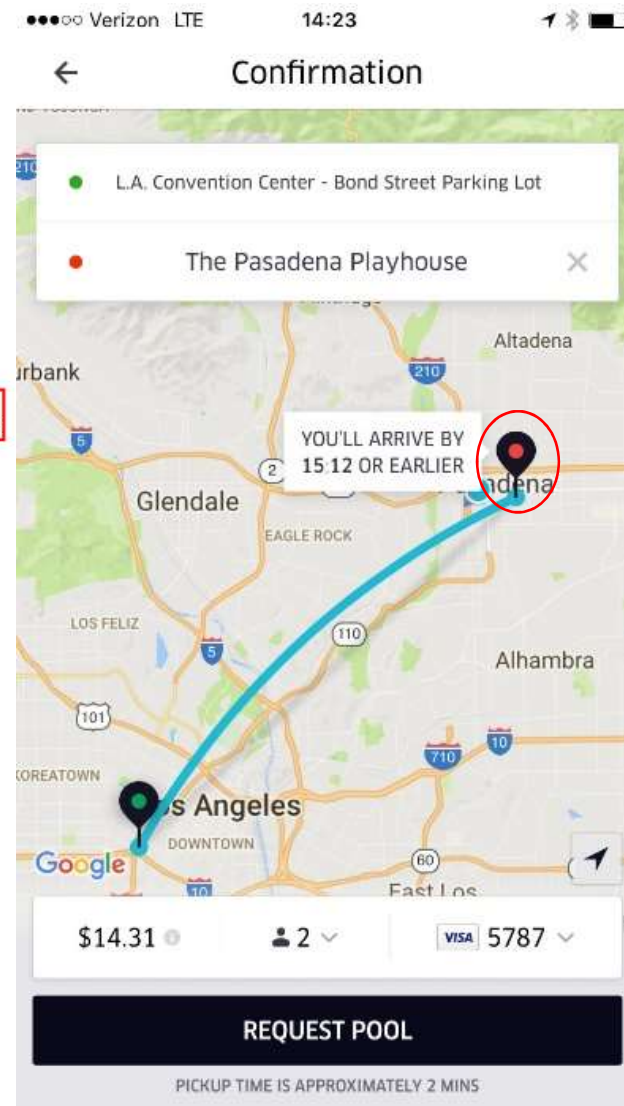 Verizon LTE 14:23
Confirmation
210
L.A. Convention Center - Bond Street Parking Lot
The Pasadena Playhouse
Altadena
urbank
210
5
YOU'LL ARRIVE BY
15:12 OR EARLIER
2
Glendale
EAGLE ROCK
LOS FELIZ
110
5
Alhambra
101
10
710
KOREATOWN
os Angeles
DOWNTOWN
Google
60
10
East Los
$14.31 2 VISA 5787
REQUEST POOL
PICKUP TIME IS APPROXIMATELY 2 MINS